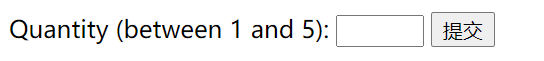 Quantity (between 1 and 5): 提交